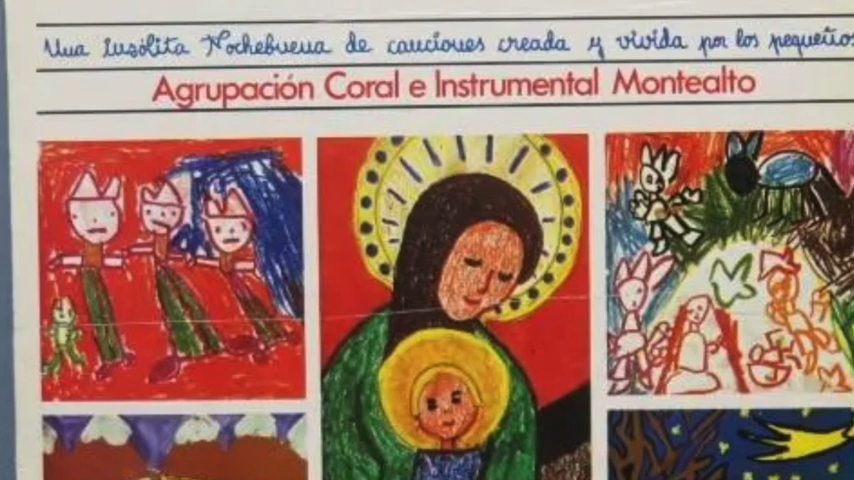 Una insólita Nochebuena de canciones creada y vivida por los pequeños
Agrupación Coral e Instrumental Montealto